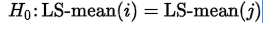 H₀: LS-mean(i) = LS-mean(j)